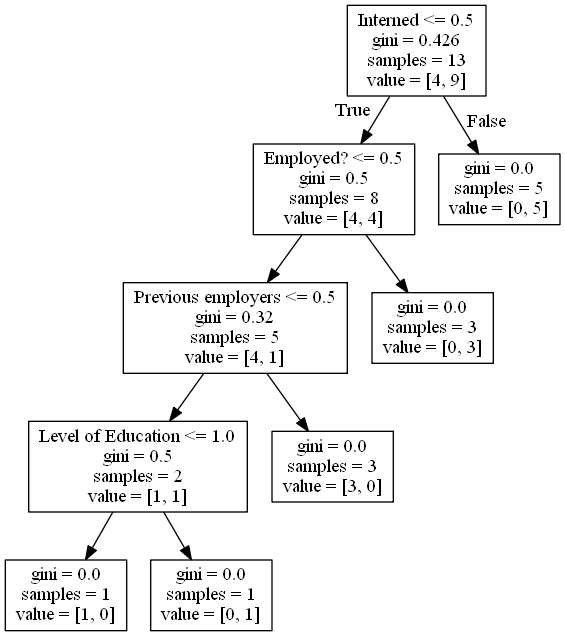 Interned <= 0.5
gini = 0.426
samples = 13
value = [4, 9]
True
False
Employed? <= 0.5
gini = 0.5
samples = 8
value = [4, 4]
gini = 0.0
samples = 5
value = [0, 5]
Previous employers <= 0.5
gini = 0.32
samples = 5
value = [4, 1]
gini = 0.0
samples = 3
value = [0, 3]
Level of Education <= 1.0
gini = 0.5
samples = 2
value = [1, 1]
gini = 0.0
samples = 3
value = [3, 0]
gini = 0.0
samples = 1
value = [1, 0]
gini = 0.0
samples = 1
value = [0, 1]